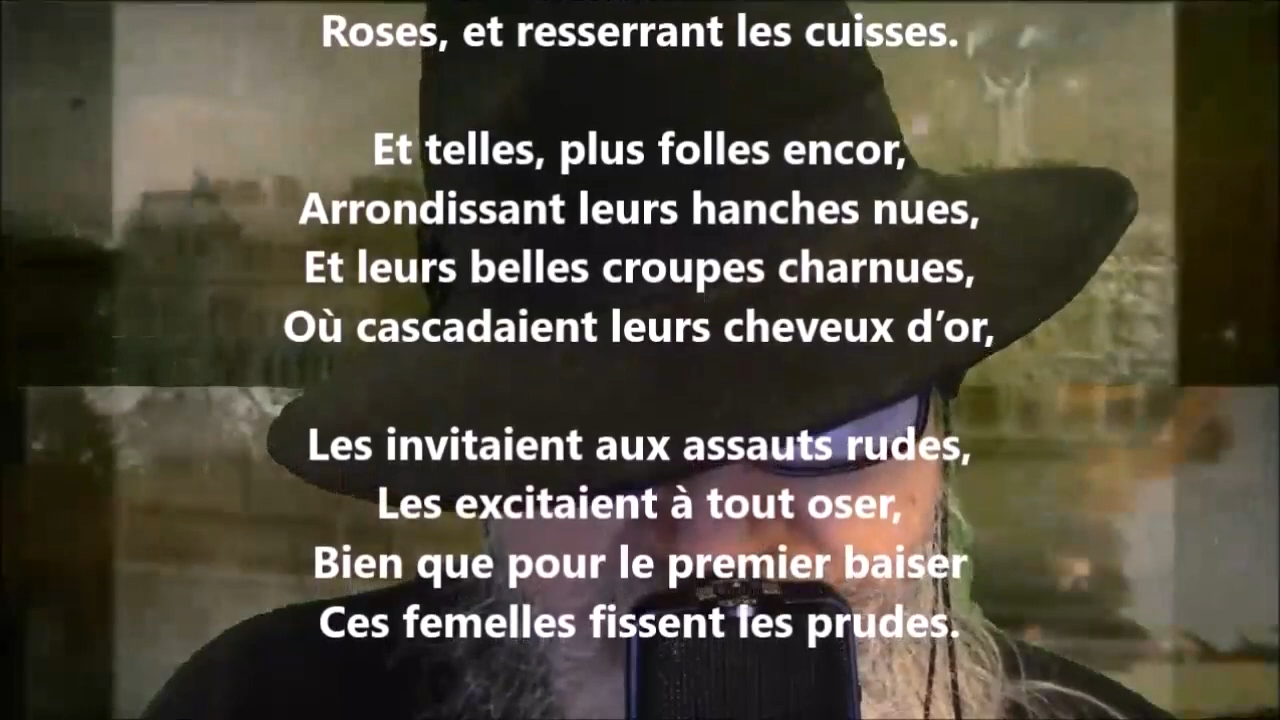 Roses, et resserrant les cuisses.
Et telles, plus folles encor,
Arrondissant leurs hanches nues,
Et leurs belles croupes charnues,
Où cascadaient leurs cheveux d’or,
Les invitaient aux assauts rudes,
Les excitaient à tout oser,
Bien que pour le premier baiser
Ces femelles fissent les prudes.